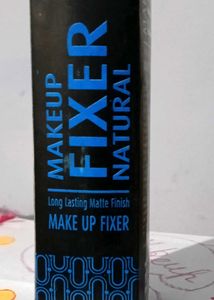 MAKEUP
FIXER
NATURAL
Long Lasting Matte Finish
MAKE UP FIXER